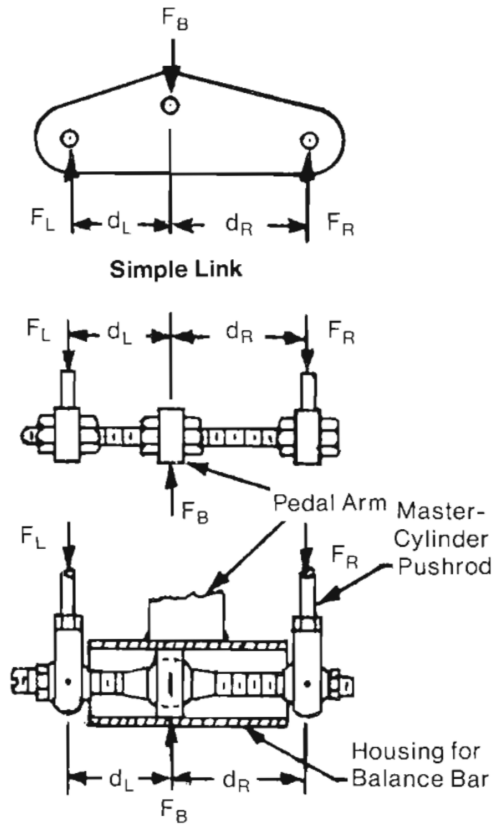 F_B
F_L d_L d_R F_R
Simple Link
F_L d_L d_R F_R
F_B
Pedal Arm
Master-
Cylinder
Pushrod
F_L F_R
Housing for
Balance Bar
d_L d_R
F_B